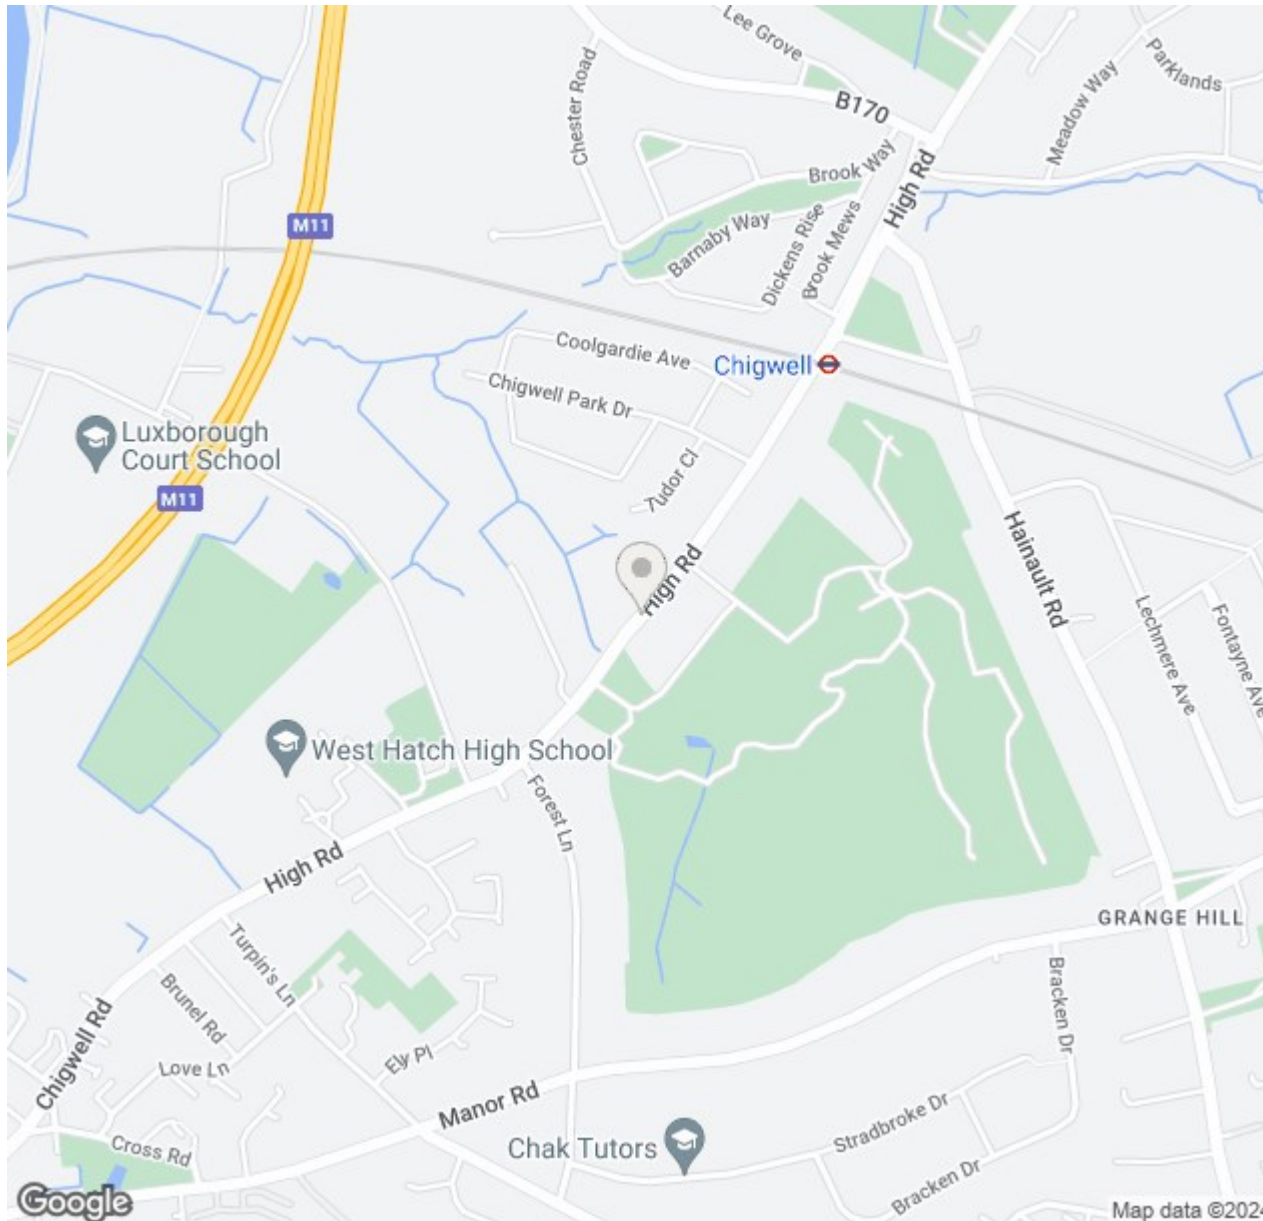 Lee Grove
Parklands
Chester Road
B170
Meadow Way
Brook Way
High Rd
M11
Barnaby Way
Dickens Rise
Brook Mews
Coolgardie Ave
Chigwell
Chigwell Park Dr
Luxborough
Court School
Tudor Cl
M11
Hainault Rd
High Rd
Lechmere Ave
Fontayne Ave
West Hatch High School
Forest Ln
High Rd
GRANGE HILL
Turpin's Ln
Brunel Rd
Bracken Dr
Chigwell Rd
Ely Pl
Love Ln
Manor Rd
Stradbroke Dr
Chak Tutors
Cross Rd
Bracken Dr
Google
Map data ©2024